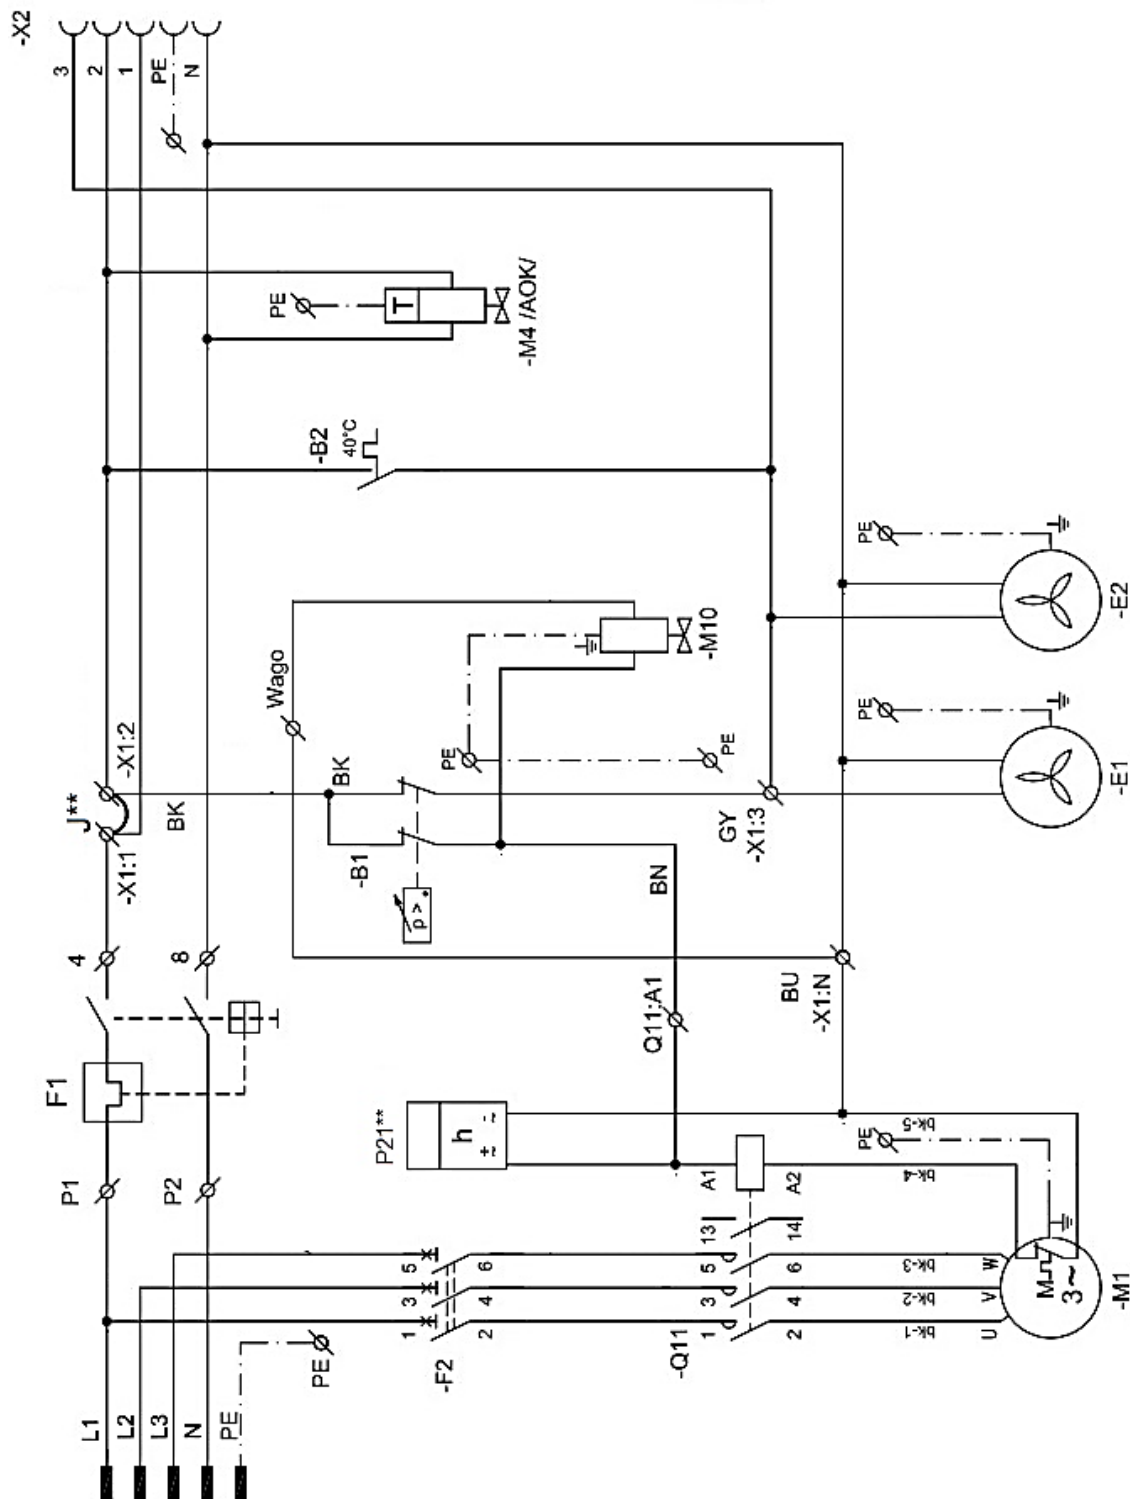 -X2
3
2
1
PE
N
PE
T
-M4 /AOK/
-B2
40°C
PE
-E2
Wago
-M10
PE
PE
PE
-E1
J**
-X1:2
-X1:1
BK
BK
-B1
p >
GY
-X1:3
BN
4
8
Q11:A1
BU
-X1:N
F1
P1
P2
P21**
h
+
~
-
~
A1
A2
13
14
bk-5
bk-4
PE
L1
L2
L3
N
PE
PE
1
3
5
2
4
6
-F2
-Q11
1
3
5
2
4
6
bk-1
bk-2
bk-3
U
V
W
M
3~
-M1